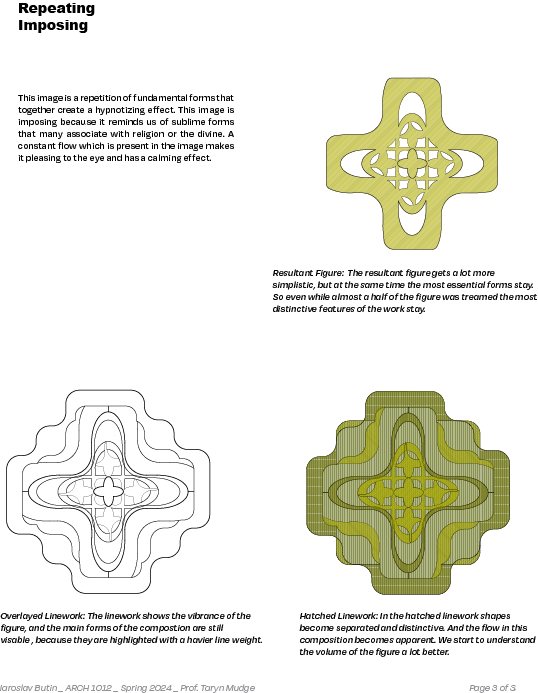 Repeating
Imposing
This image is a repetition of fundamental forms that
together create a hypnotizing effect. This image is
imposing because it reminds us of sublime forms
that many associate with religion or the divine. A
constant flow which is present in the image makes
it pleasing to the eye and has a calming effect.
Resultant Figure: The resultant figure gets a lot more
simplistic, but at the same time the most essential forms stay.
So even while almost a half of the figure was treamed the most
distinctive features of the work stay.
Overlayed Linework: The linework shows the vibrance of the
figure, and the main forms of the compostion are still
visable , because they are highlighted with a havier line weight.
Hatched Linework: In the hatched linework shapes
become separated and distinctive. And the flow in this
composition becomes apparent. We start to understand
the volume of the figure a lot better.
Iaroslav Butin _ ARCH 1012 _ Spring 2024 _ Prof. Taryn Mudge
Page 3 of 3